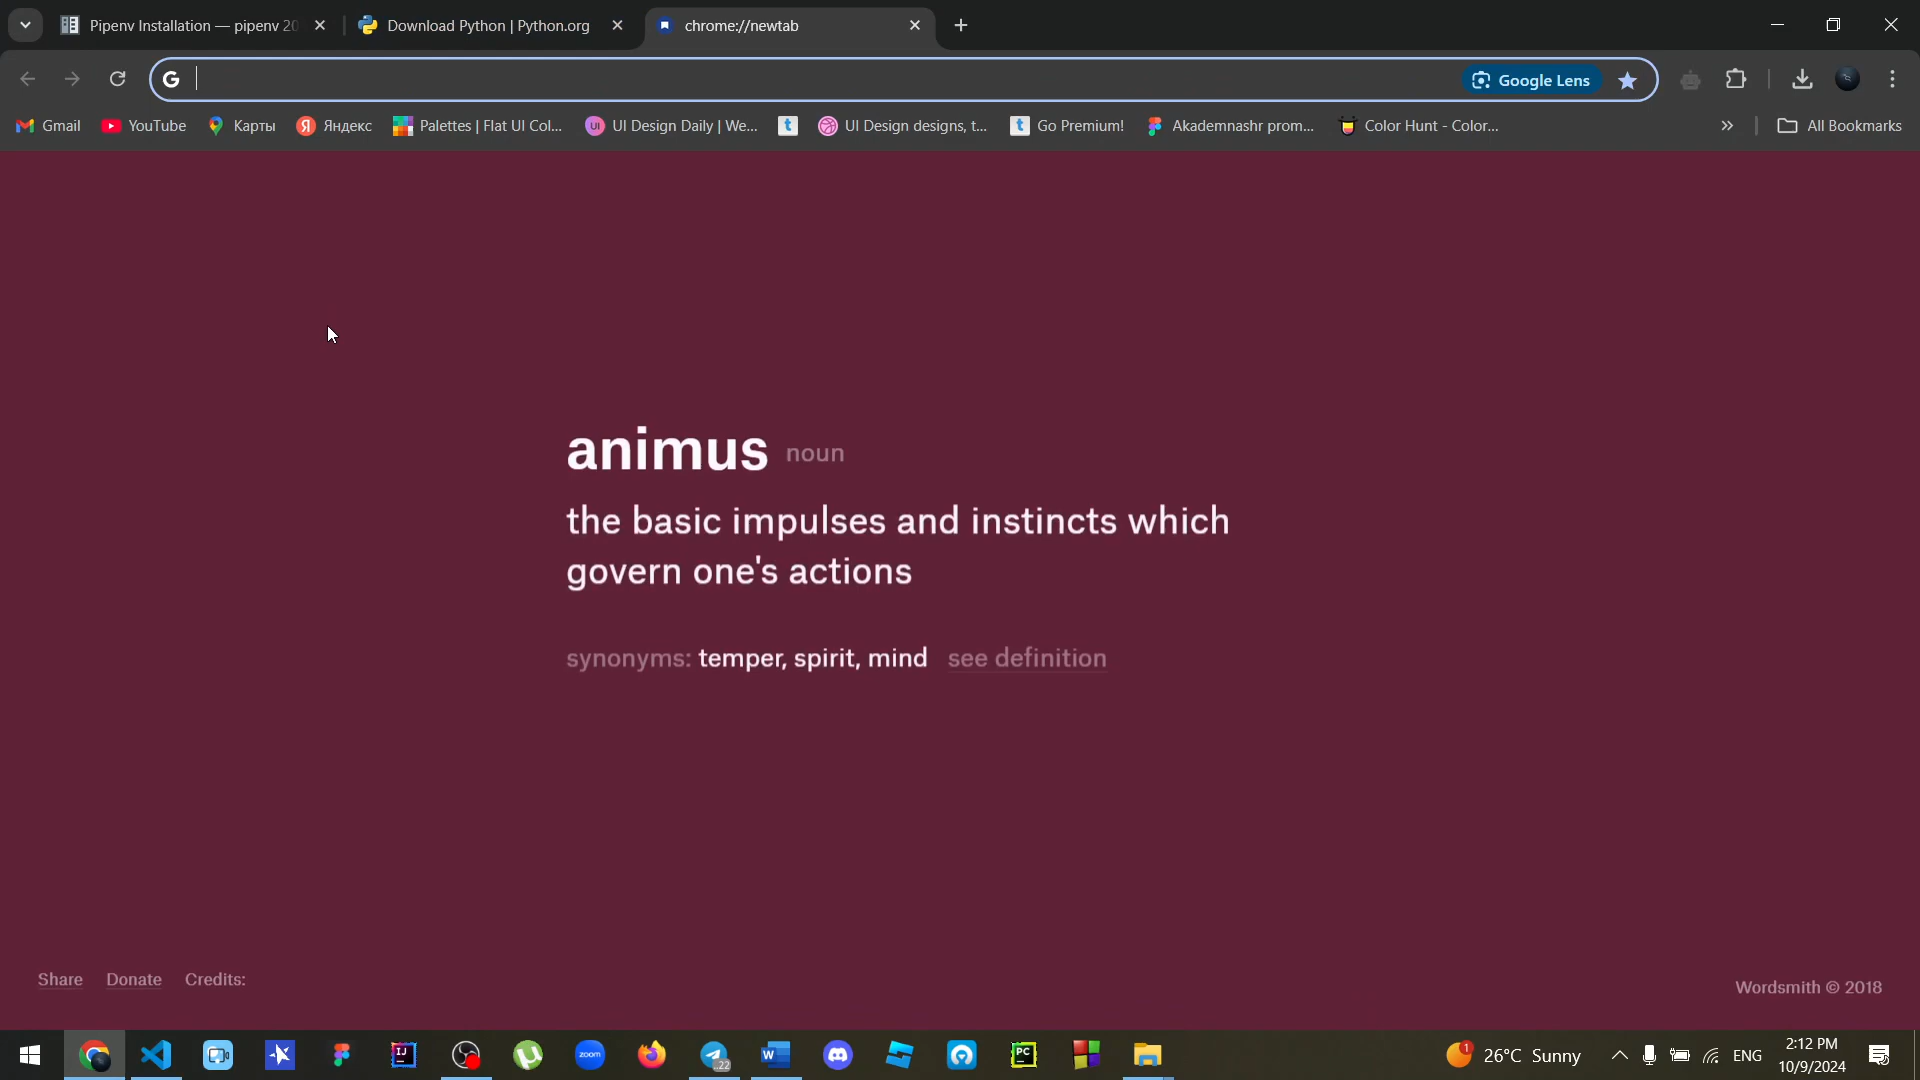 Pipenv Installation — pipenv 20
Download Python | Python.org
chrome://newtab
Google Lens
Gmail
YouTube
Карты
Яндекс
Palettes | Flat UI Col...
UI Design Daily | We...
UI Design designs, t...
Go Premium!
Akademnashr prom...
Color Hunt - Color...
All Bookmarks
animus noun
the basic impulses and instincts which
govern one's actions
synonyms: temper, spirit, mind see definition
Share Donate Credits:
Wordsmith © 2018
zoom
22
1
26°C Sunny
ENG
2:12 PM
10/9/2024